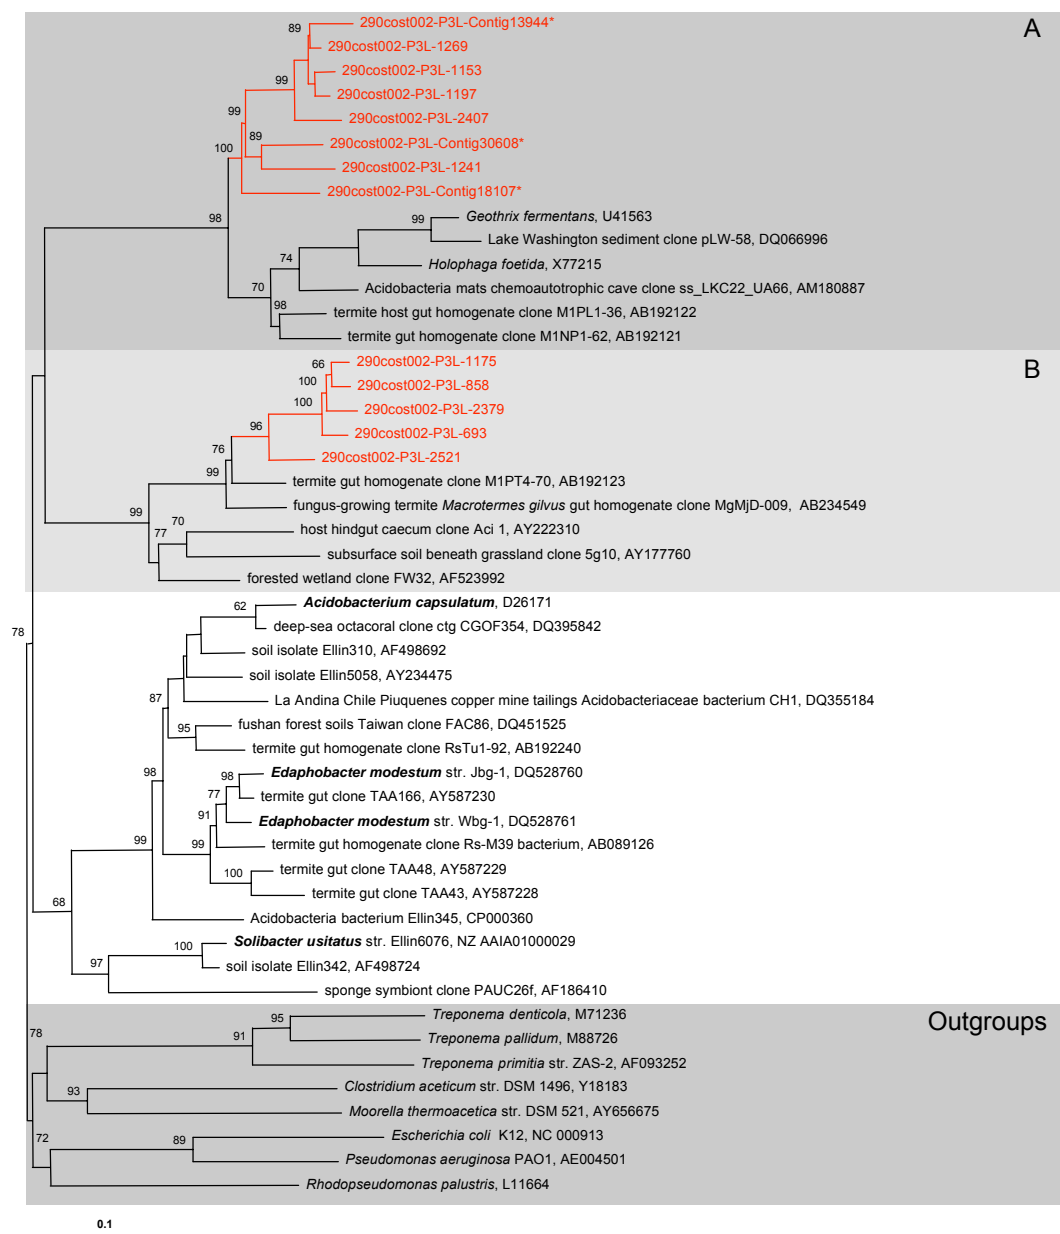 A
89
290cost002-P3L-Contig13944*
290cost002-P3L-1269
290cost002-P3L-1153
99
290cost002-P3L-1197
99
290cost002-P3L-2407
89
290cost002-P3L-Contig30608*
100
290cost002-P3L-1241
290cost002-P3L-Contig18107*
98
99
Geothrix fermentans, U41563
Lake Washington sediment clone pLW-58, DQ066996
74
Holophaga foetida, X77215
70
Acidobacteria mats chemoautotrophic cave clone ss_LKC22_UA66, AM180887
98
termite host gut homogenate clone M1PL1-36, AB192122
termite gut homogenate clone M1NP1-62, AB192121
B
66
290cost002-P3L-1175
100
290cost002-P3L-858
100
290cost002-P3L-2379
96
290cost002-P3L-693
76
290cost002-P3L-2521
99
termite gut homogenate clone M1PT4-70, AB192123
fungus-growing termite Macrotermes gilvus gut homogenate clone MgMjD-009, AB234549
99
70
host hindgut caecum clone Aci 1, AY222310
77
subsurface soil beneath grassland clone 5g10, AY177760
forested wetland clone FW32, AF523992
62
Acidobacterium capsulatum, D26171
78
deep-sea octacoral clone ctg CGOF354, DQ395842
soil isolate Ellin310, AF498692
soil isolate Ellin5058, AY234475
87
La Andina Chile Piuquenes copper mine tailings Acidobacteriaceae bacterium CH1, DQ355184
95
fushan forest soils Taiwan clone FAC86, DQ451525
termite gut homogenate clone RsTu1-92, AB192240
98
98
Edaphobacter modestum str. Jbg-1, DQ528760
77
termite gut clone TAA166, AY587230
91
Edaphobacter modestum str. Wbg-1, DQ528761
99
99
termite gut homogenate clone Rs-M39 bacterium, AB089126
100
termite gut clone TAA48, AY587229
termite gut clone TAA43, AY587228
68
Acidobacteria bacterium Ellin345, CP000360
100
Solibacter usitatus str. Ellin6076, NZ AAIA01000029
97
soil isolate Ellin342, AF498724
sponge symbiont clone PAUC26f, AF186410
Outgroups
78
95
Treponema denticola, M71236
91
Treponema pallidum, M88726
Treponema primitia str. ZAS-2, AF093252
93
Clostridium aceticum str. DSM 1496, Y18183
Moorella thermoacetica str. DSM 521, AY656675
72
89
Escherichia coli K12, NC 000913
Pseudomonas aeruginosa PAO1, AE004501
Rhodopseudomonas palustris, L11664
0.1